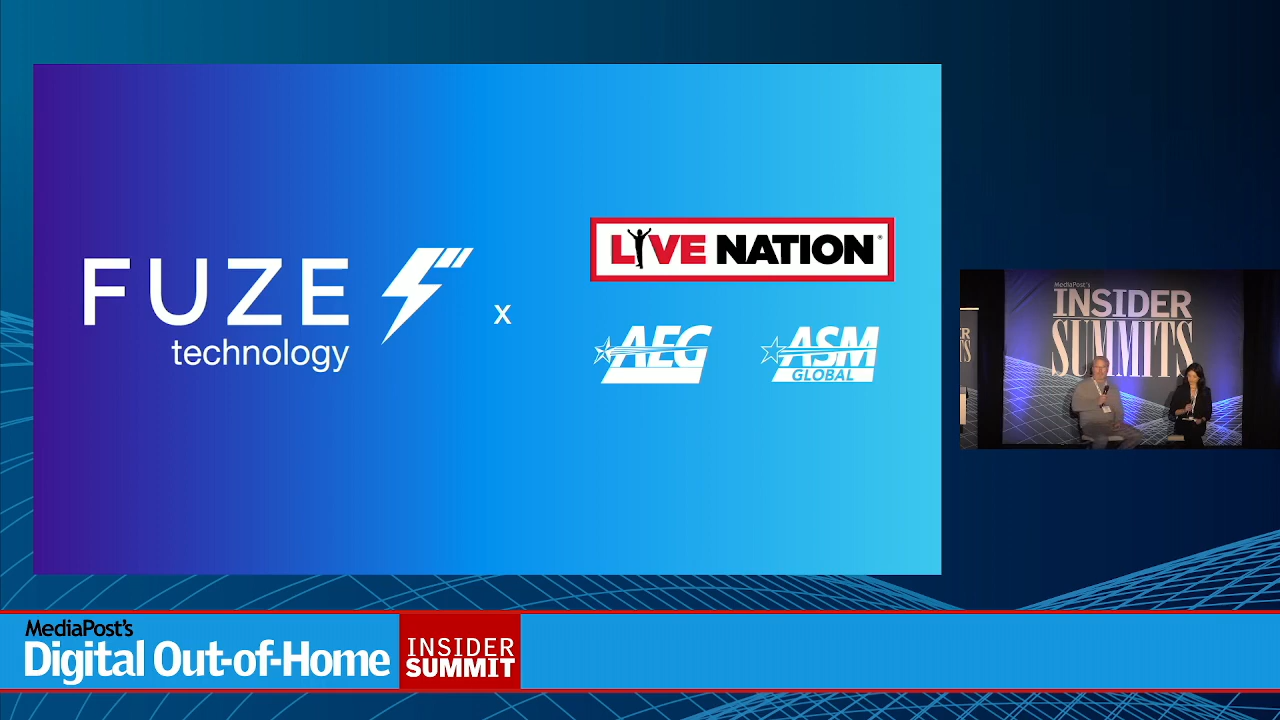 FUZE
technology
x
LIVE NATION®
AEG
ASM
GLOBAL
MediaPost's
INSIDER
SUMMITS
MediaPost's
Digital Out-of-Home
INSIDER
SUMMIT